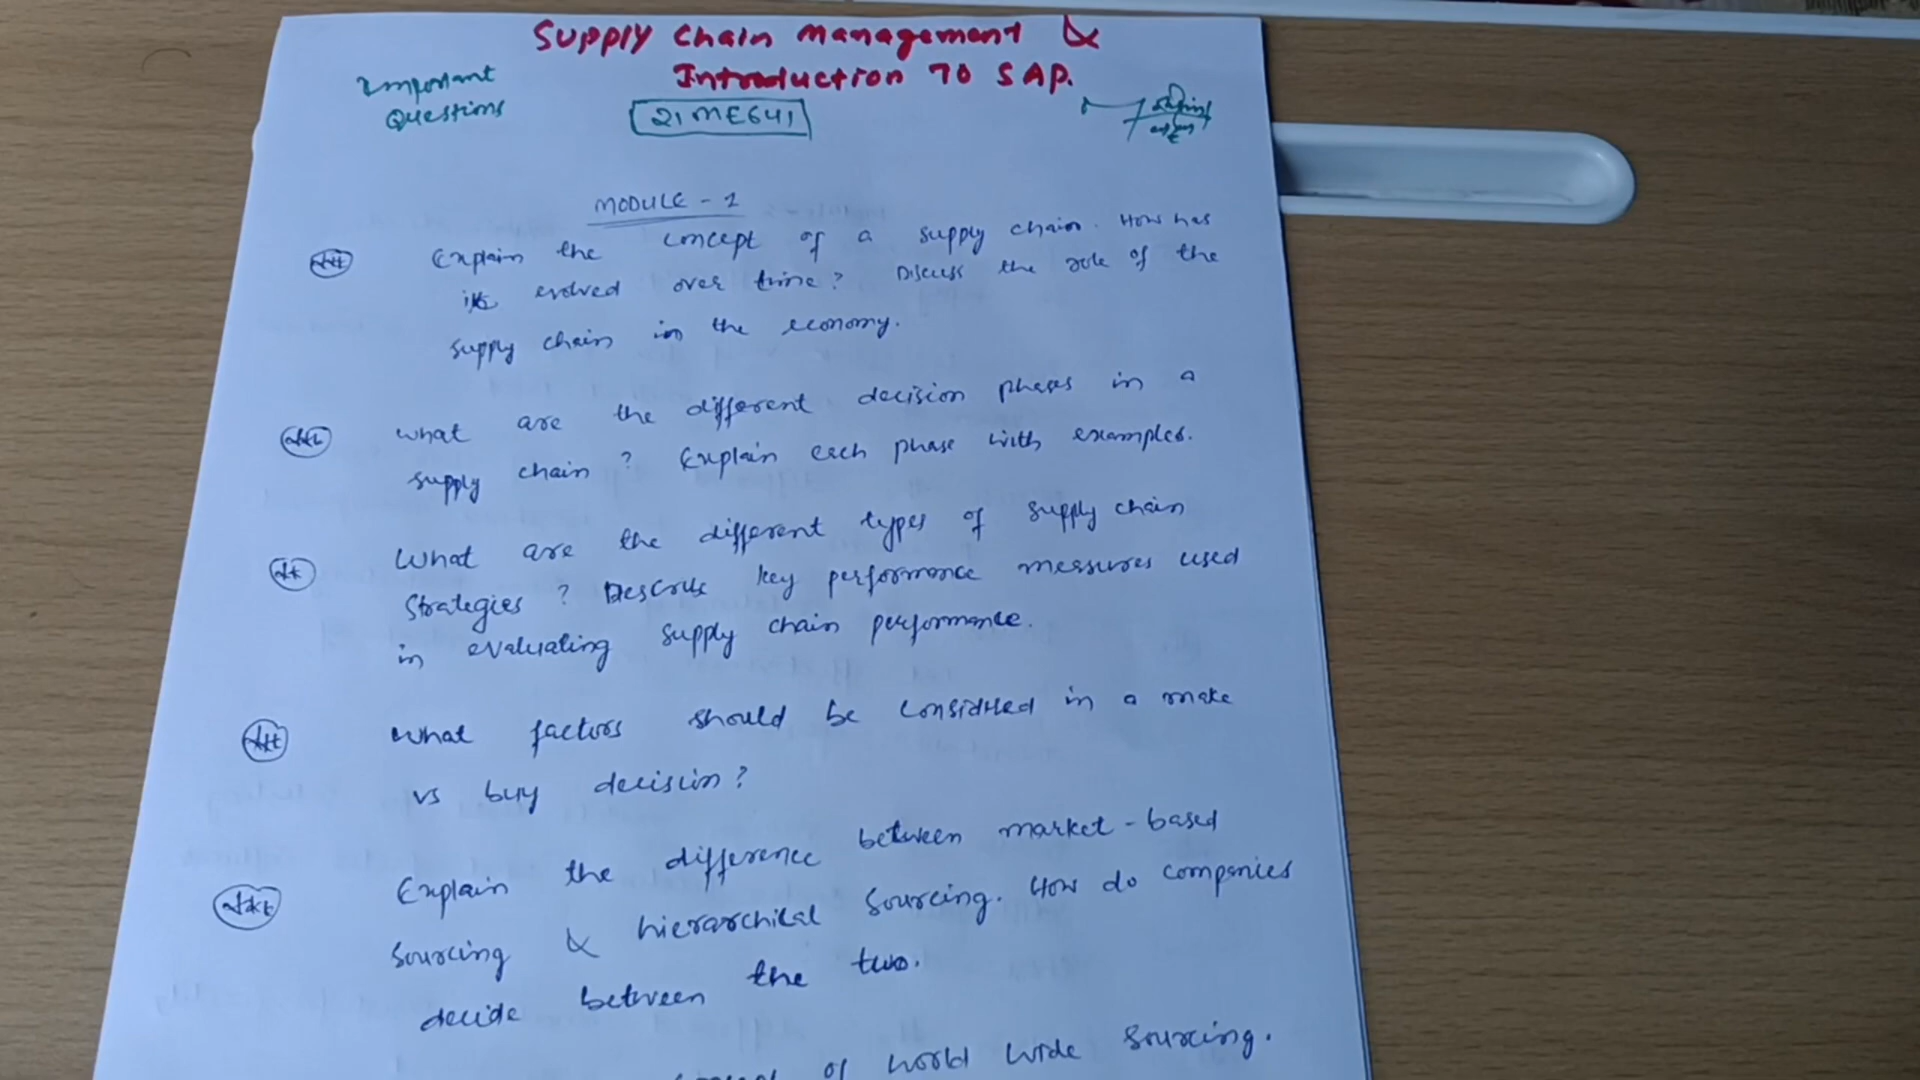 Supply Chain Management &
Introduction To SAP.
Important
Questions
21ME641
MODULE - 1
Explain the concept of a supply chain. How has
its evolved over time? Discuss the role of the
supply chain in the economy.
What are the different decision phases in a
supply chain? Explain each phase with examples.
What are the different types of supply chain
Strategies? Describe key performance measures used
in evaluating supply chain performance.
What factors should be considered in a make
vs buy decision?
Explain the difference between market-based
sourcing & hierarchical sourcing. How do companies
decide between the two.
of world wide sourcing.